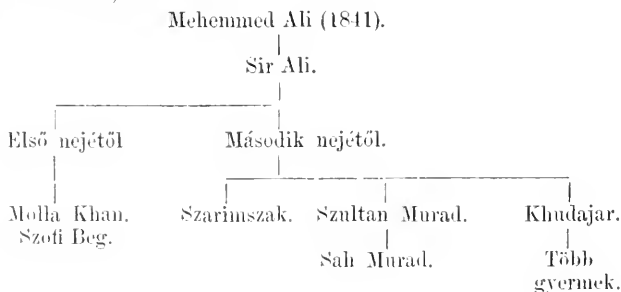 Mehemmed Ali (1841).
Sir Ali.
Első nejétől Második nejétől.
Molla Khan. Szarimszak. Szultan Murad. Khudajar.
Szofi Beg.
Sah Murad. Több
gyermek.